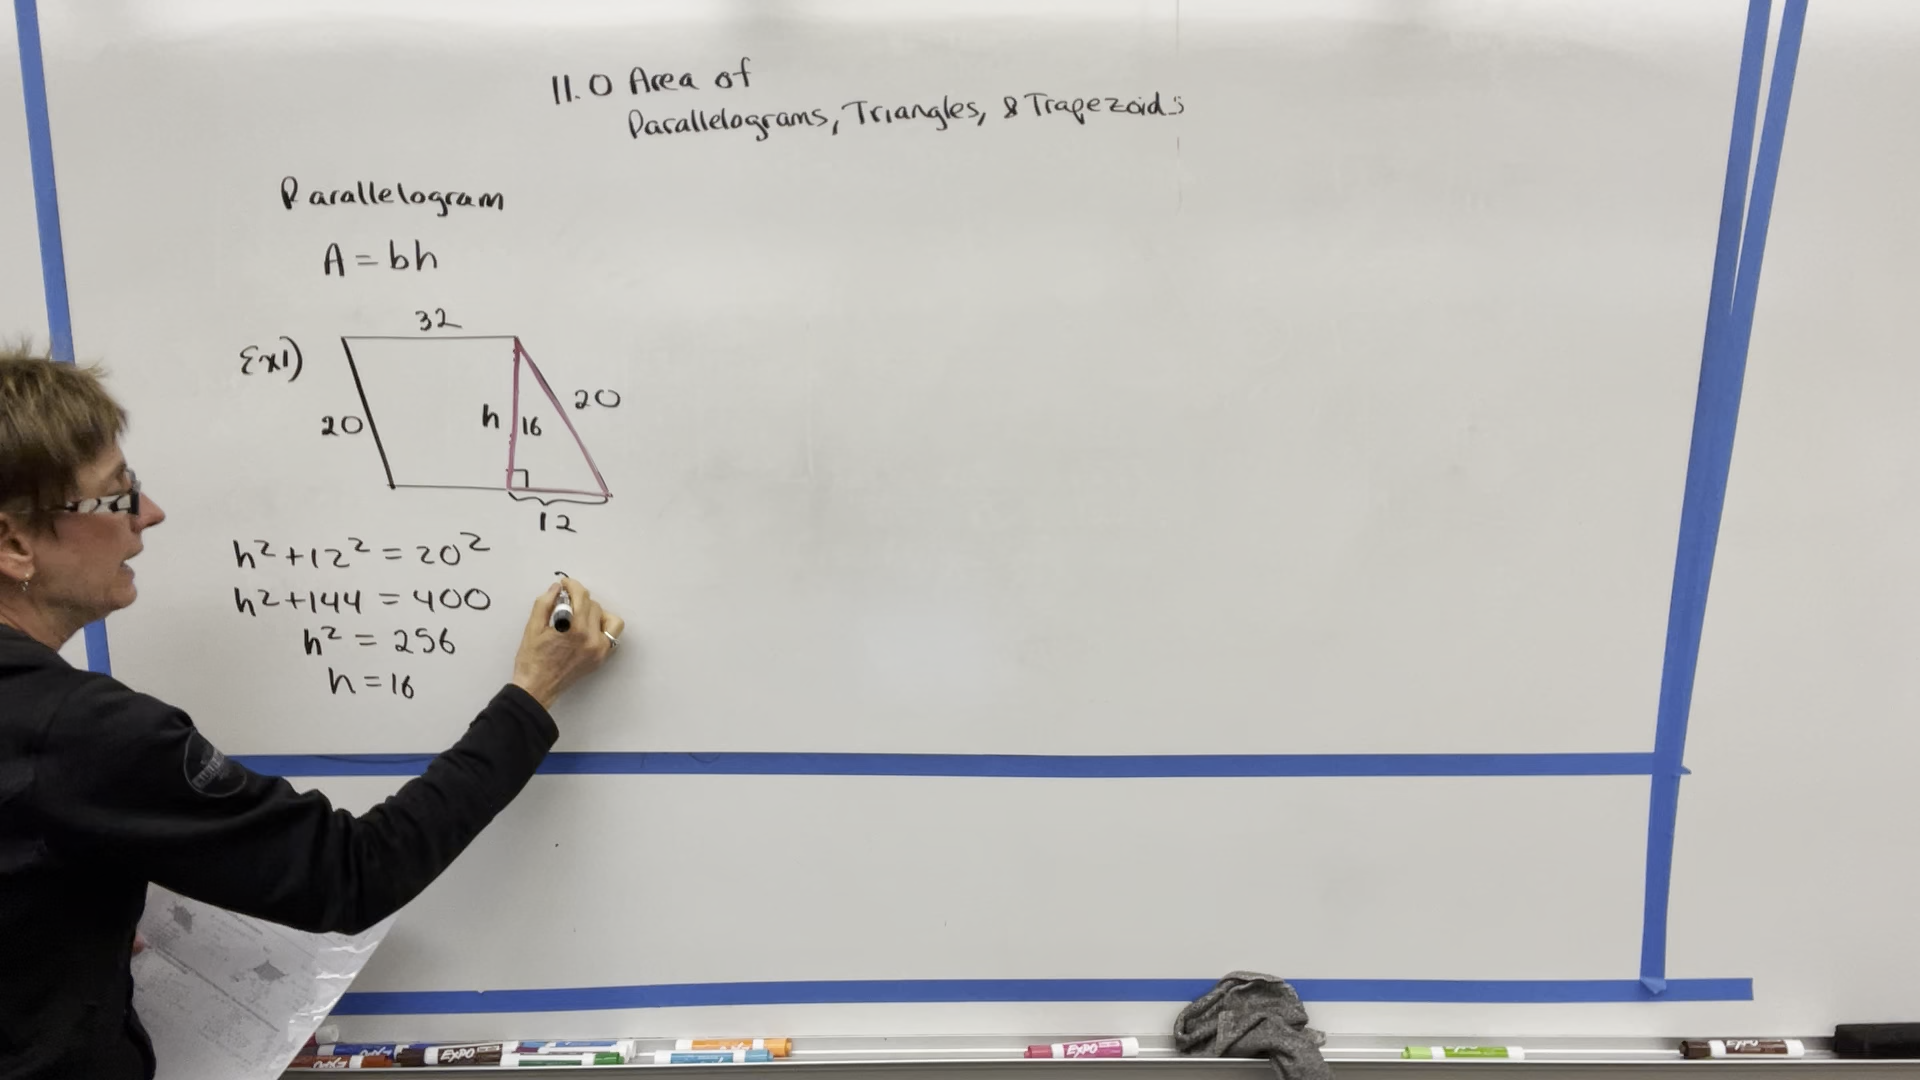 11.0 Area of
Parallelograms, Triangles, & Trapezoids
Parallelogram
A = bh
32
Ex1)
20
h
16
20
12
h²+12² = 20²
h²+144 = 400
h² = 256
h = 16
EXPO
EXPO
EXPO